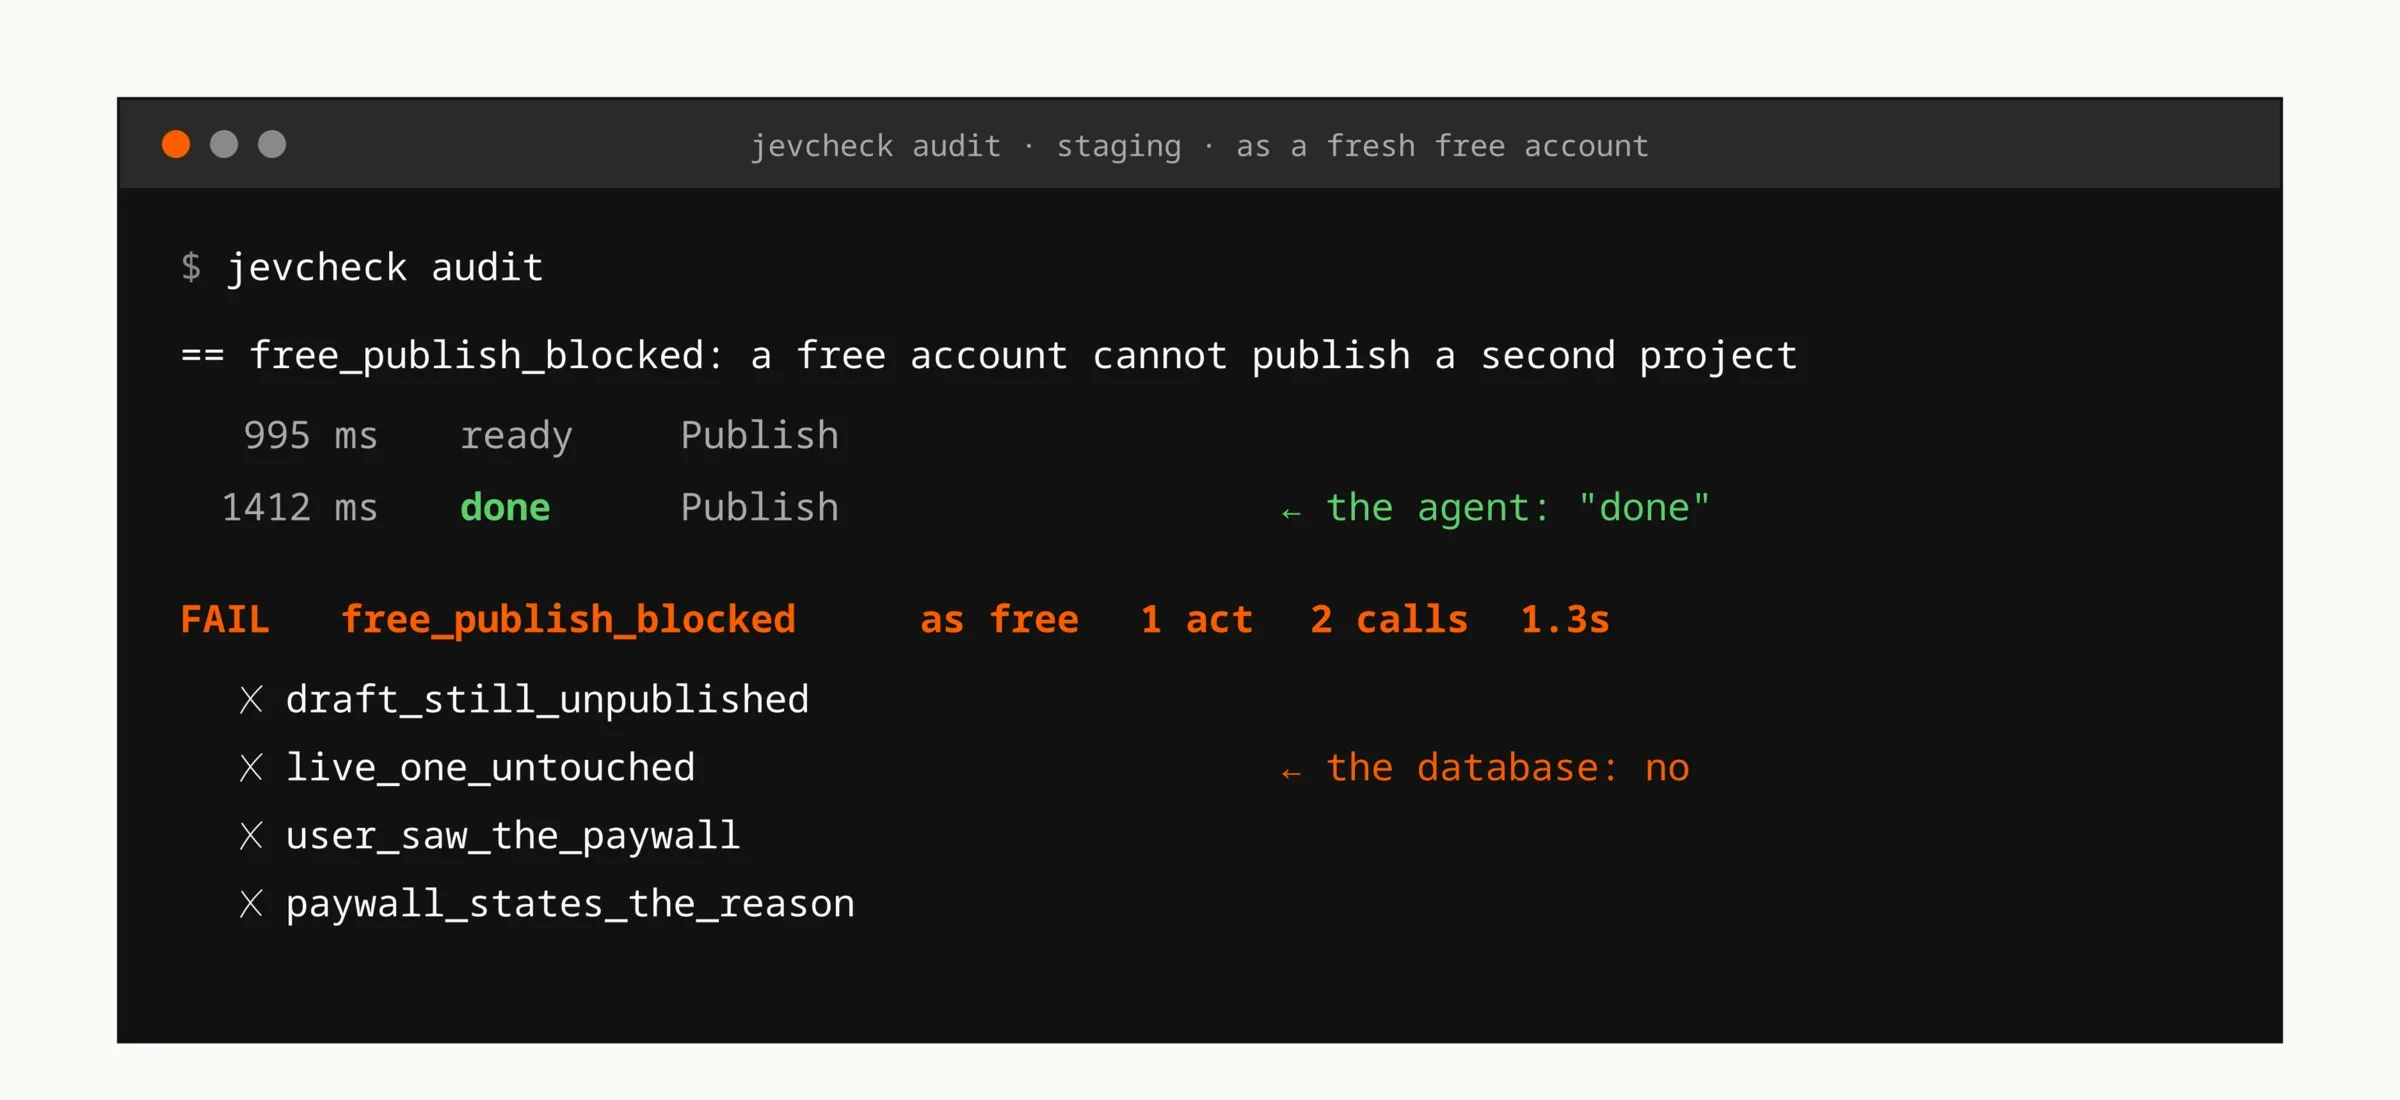 jevcheck audit · staging · as a fresh free account
$ jevcheck audit
== free_publish_blocked: a free account cannot publish a second project
995 ms ready Publish
1412 ms done Publish ← the agent: "done"
FAIL free_publish_blocked as free 1 act 2 calls 1.3s
╳ draft_still_unpublished
╳ live_one_untouched ← the database: no
╳ user_saw_the_paywall
╳ paywall_states_the_reason